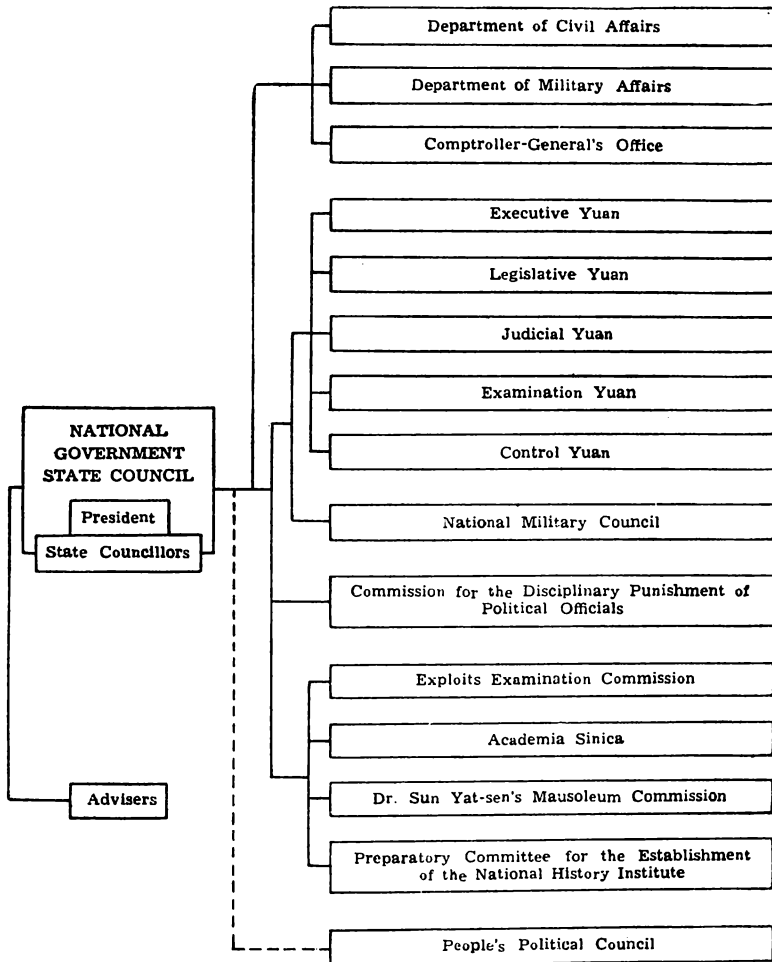 NATIONAL
GOVERNMENT
STATE COUNCIL
President
State Councillors
Advisers
Department of Civil Affairs
Department of Military Affairs
Comptroller-General's Office
Executive Yuan
Legislative Yuan
Judicial Yuan
Examination Yuan
Control Yuan
National Military Council
Commission for the Disciplinary Punishment of
Political Officials
Exploits Examination Commission
Academia Sinica
Dr. Sun Yat-sen's Mausoleum Commission
Preparatory Committee for the Establishment
of the National History Institute
People's Political Council